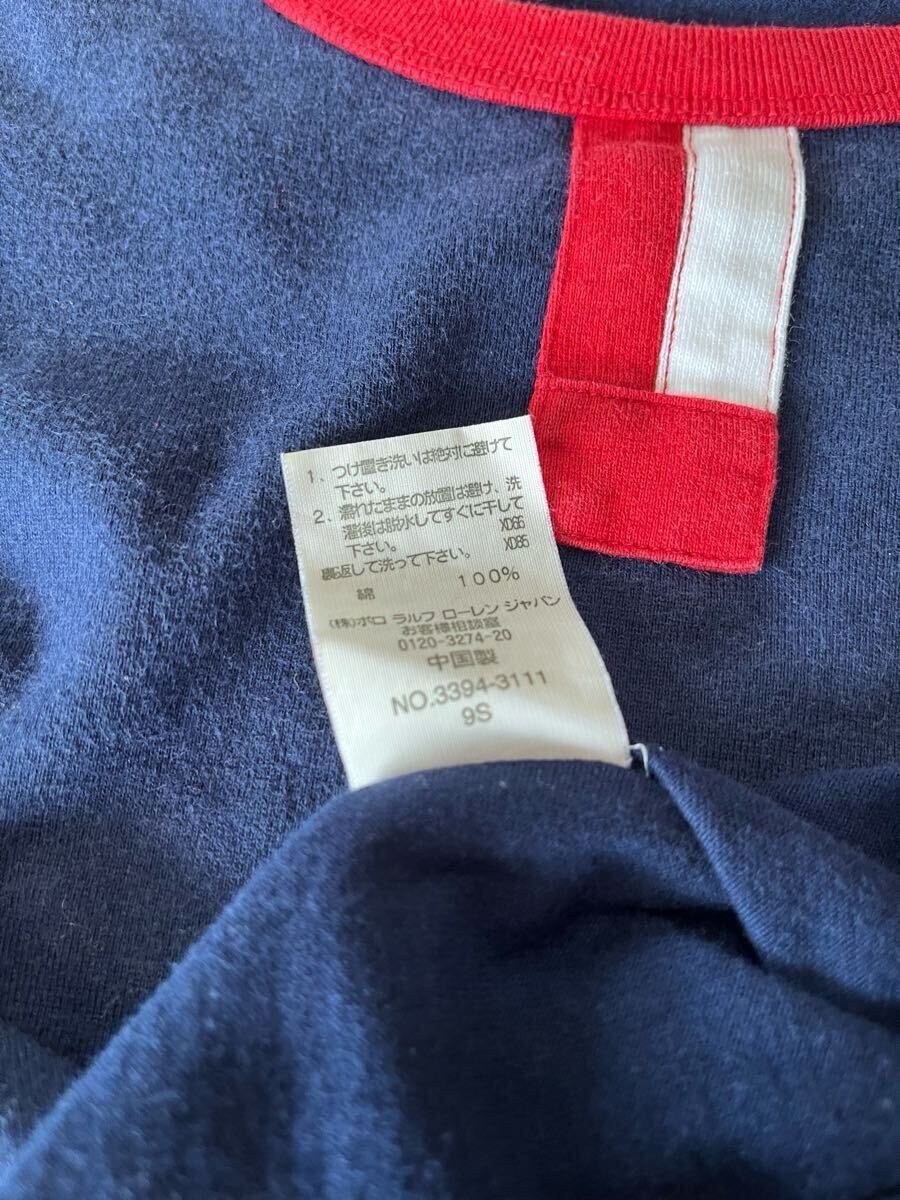 1. つけ置き洗いは絶対に避けて
下さい。
2. 濡れたままの放置は避け、洗
濯後は脱水してすぐに干して
下さい。 XD66
裏返して洗って下さい。 XD85
綿 100%
(株)ポロ ラルフ ローレン ジャパン
お客様相談室
0120-3274-20
中国製
NO.3394-3111
9S